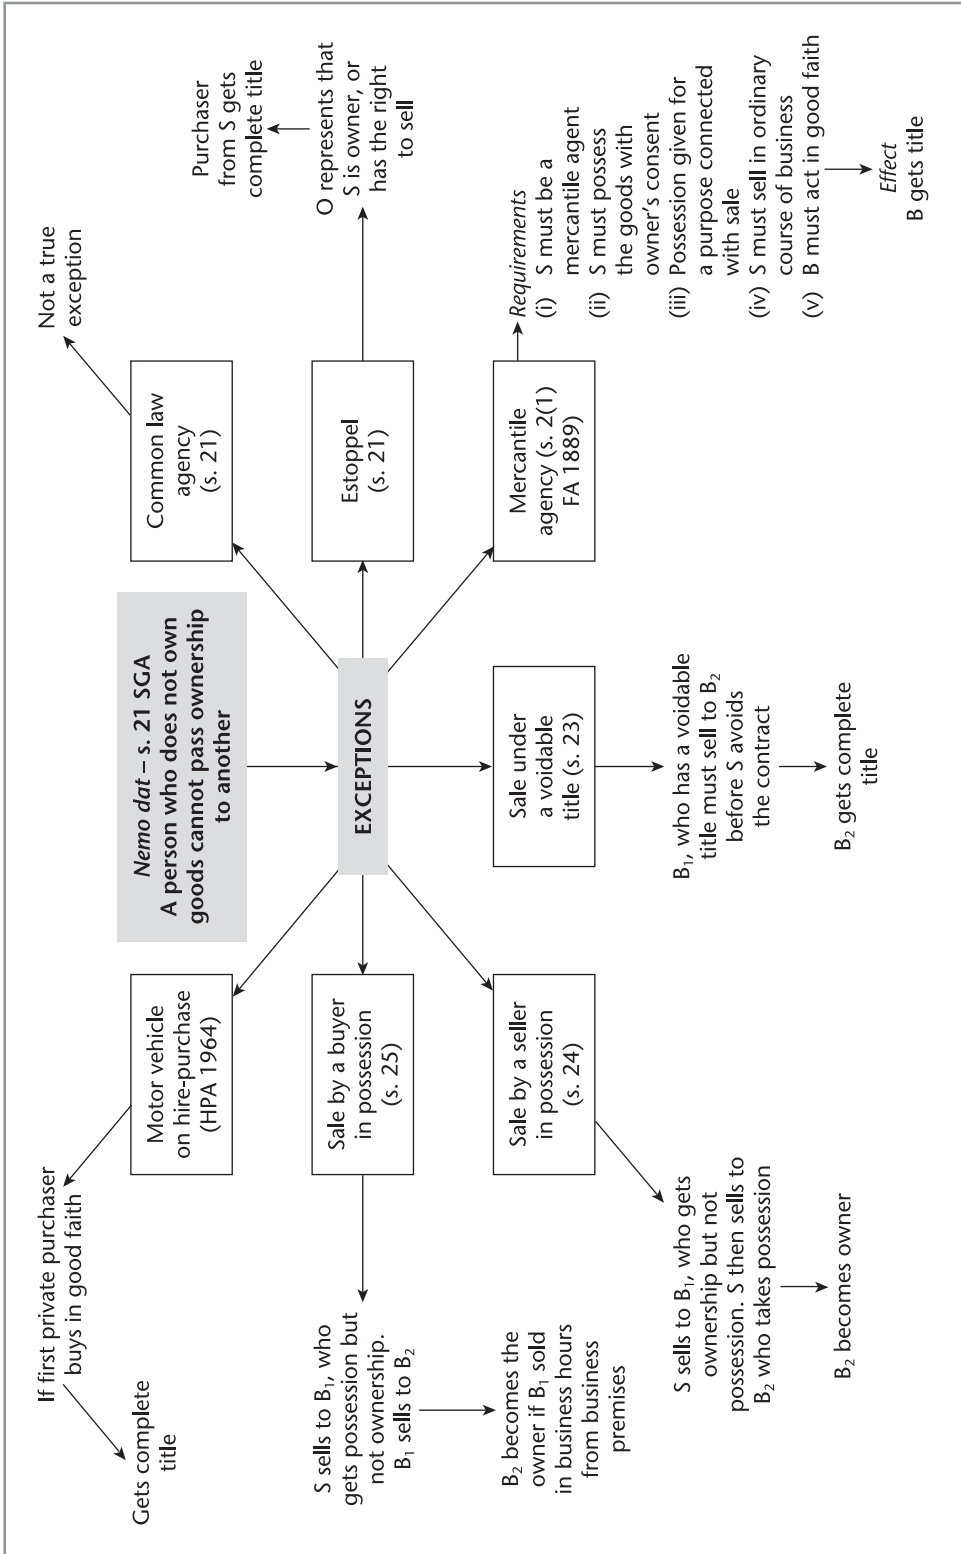 Nemo dat – s. 21 SGA
A person who does not own
goods cannot pass ownership
to another
EXCEPTIONS
Motor vehicle
on hire-purchase
(HPA 1964)
If first private purchaser
buys in good faith
Gets complete
title
Sale by a buyer
in possession
(s. 25)
S sells to B₁, who
gets possession but
not ownership.
B₁ sells to B₂
B₂ becomes the
owner if B₁ sold
in business hours
from business
premises
Sale by a seller
in possession
(s. 24)
S sells to B₁, who gets
ownership but not
possession. S then sells to
B₂ who takes possession
B₂ becomes owner
Sale under
a voidable
title (s. 23)
B₁, who has a voidable
title must sell to B₂
before S avoids
the contract
B₂ gets complete
title
Common law
agency
(s. 21)
Not a true
exception
Estoppel
(s. 21)
O represents that
S is owner, or
has the right
to sell
Purchaser
from S gets
complete title
Mercantile
agency (s. 2(1)
FA 1889)
Requirements
(i) S must be a
mercantile agent
(ii) S must possess
the goods with
owner's consent
(iii) Possession given for
a purpose connected
with sale
(iv) S must sell in ordinary
course of business
(v) B must act in good faith
Effect
B gets title